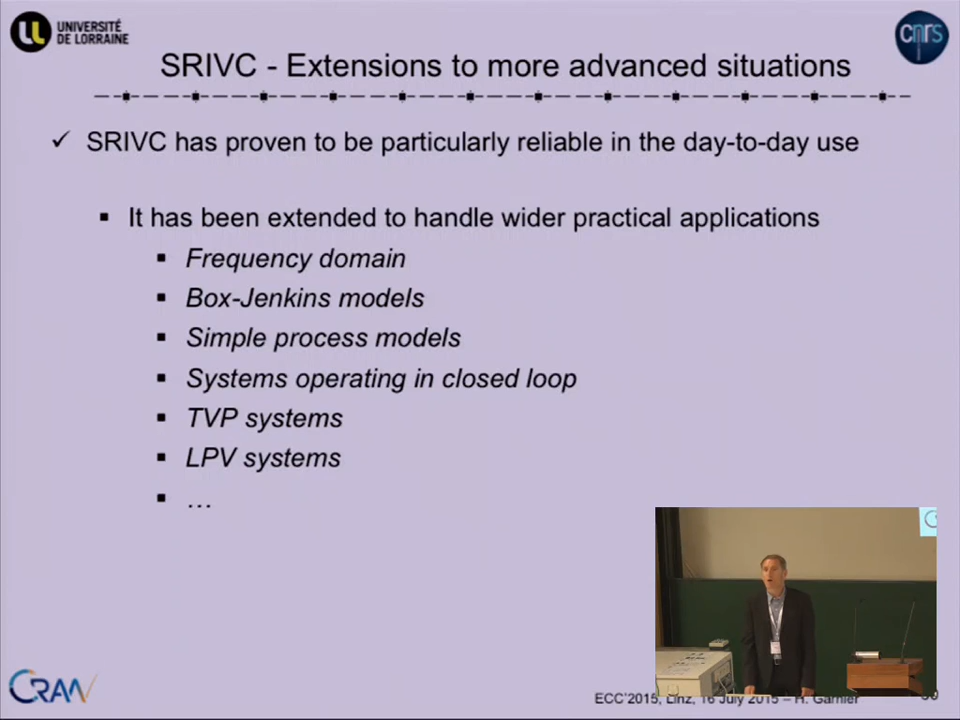 UNIVERSITÉ
DE LORRAINE
cnrs
SRIVC - Extensions to more advanced situations
✓ SRIVC has proven to be particularly reliable in the day-to-day use
▪ It has been extended to handle wider practical applications
▪ Frequency domain
▪ Box-Jenkins models
▪ Simple process models
▪ Systems operating in closed loop
▪ TVP systems
▪ LPV systems
▪ …
CRAN
ECC'2015, Linz, 16 July 2015 – H. Garnier